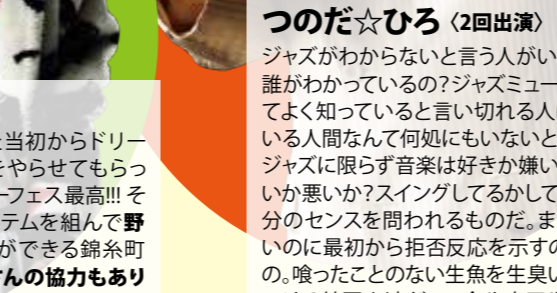 つのだ☆ひろ〈2回出演〉
ジャズがわからないと言う人がい
誰がわかっているの?ジャズミュー
てよく知っていると言い切れる人
いる人間なんて何処にもいないと
ジャズに限らず音楽は好きか嫌い
いか悪いか?スイングしてるかして
分のセンスを問われるものだ。ま
いのに最初から拒否反応を示すの
の。喰ったことのない生魚を生臭い
当初からドリー
をやらせてもらっ
ーフェス最高!!! そ
テムを組んで野
ができる錦糸町
さんの協力もあり